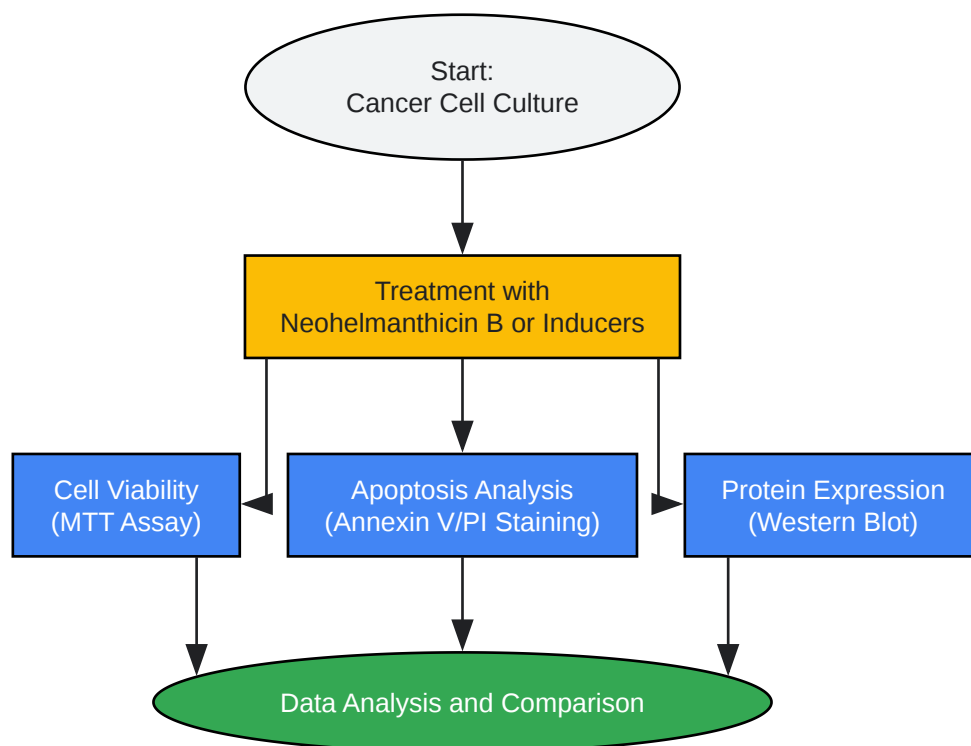 Start:
Cancer Cell Culture
Treatment with
Neohelmanthicin B or Inducers
Cell Viability
(MTT Assay)
Apoptosis Analysis
(Annexin V/PI Staining)
Protein Expression
(Western Blot)
Data Analysis and Comparison